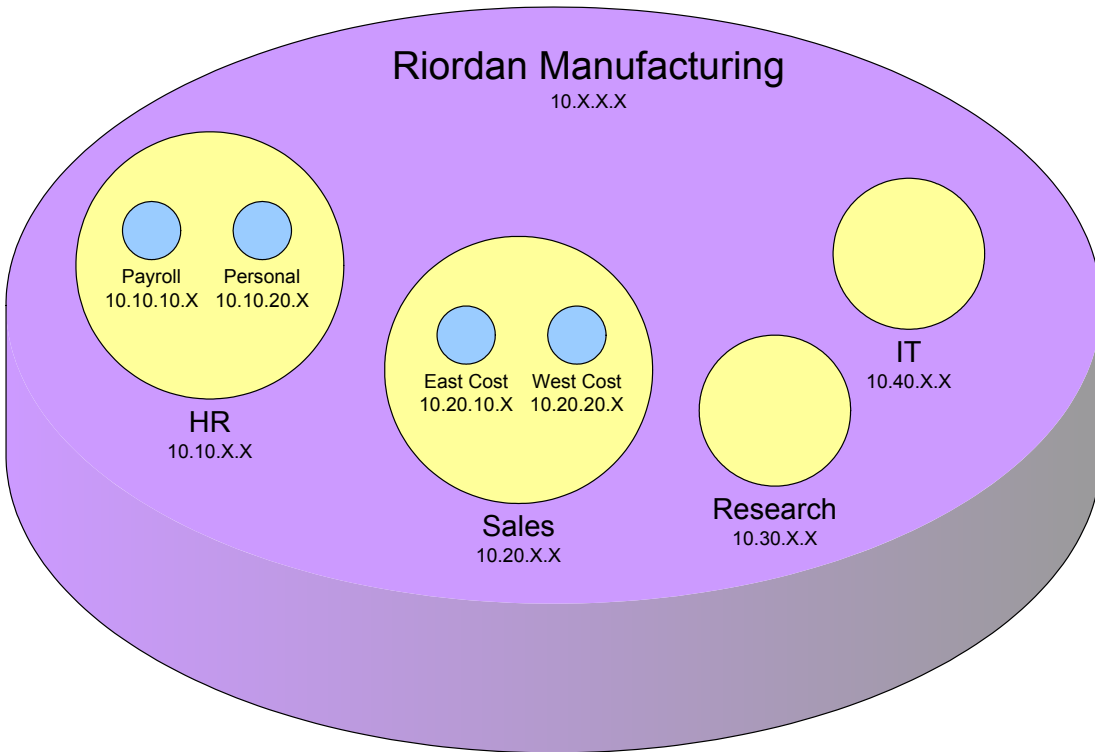 Riordan Manufacturing
10.X.X.X
Payroll
10.10.10.X
Personal
10.10.20.X
HR
10.10.X.X
East Cost
10.20.10.X
West Cost
10.20.20.X
Sales
10.20.X.X
Research
10.30.X.X
IT
10.40.X.X